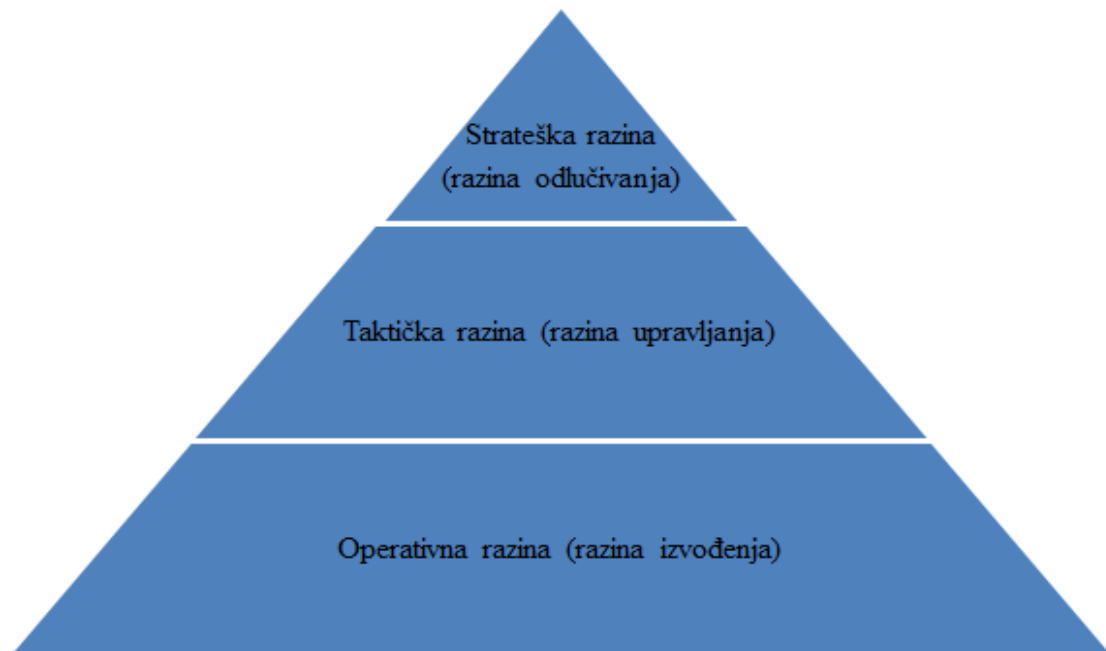 Strateška razina
(razina odlučivanja)
Taktička razina (razina upravljanja)
Operativna razina (razina izvođenja)